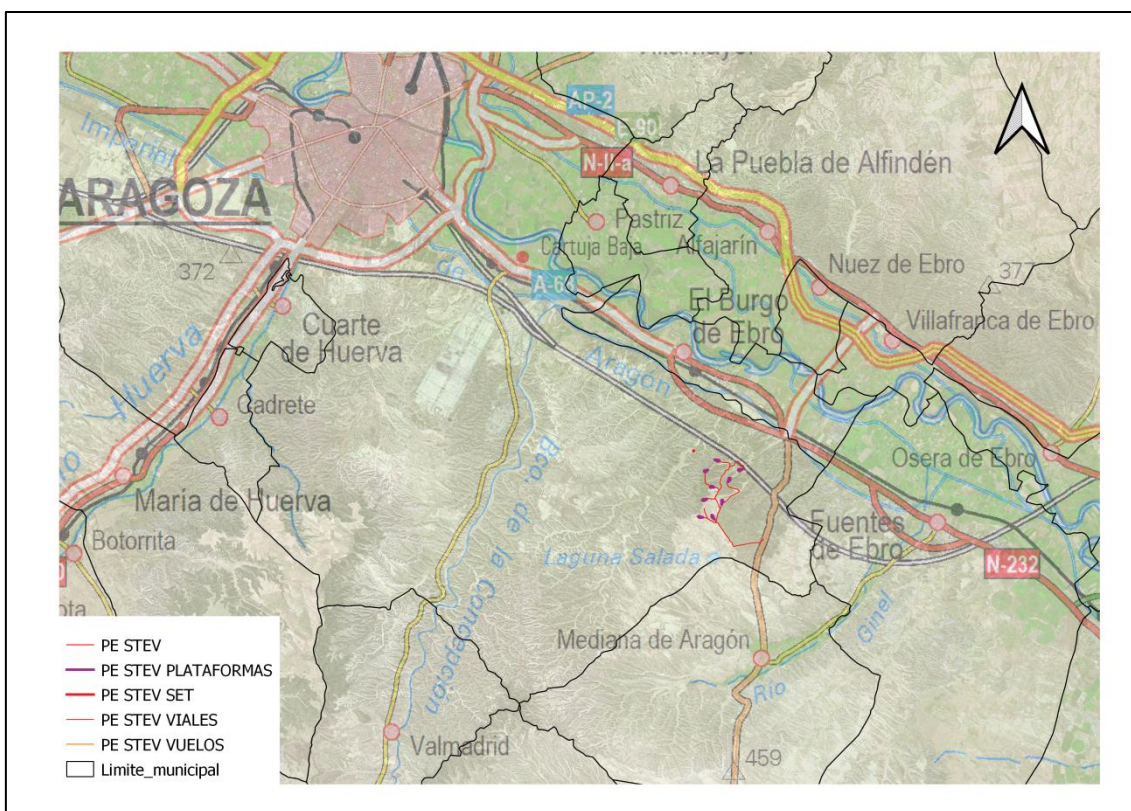 AP-2
E-90
N-II-a
La Puebla de Alfindén
Imperial
ARAGOZA
Pastriz
Cartuja Baja
Alfajarín
372
de
A-68
Nuez de Ebro
377
El Burgo
de Ebro
Villafranca de Ebro
Cuarte
de Huerva
Huerva
Aragón
Cadrete
Bco. de la Concepción
Osera de Ebro
María de Huerva
Botorrita
Fuentes
de Ebro
Laguna Salada
N-232
Mediana de Aragón
Ginel
Río
Valmadrid
459
PE STEV
PE STEV PLATAFORMAS
PE STEV SET
PE STEV VIALES
PE STEV VUELOS
Limite_municipal